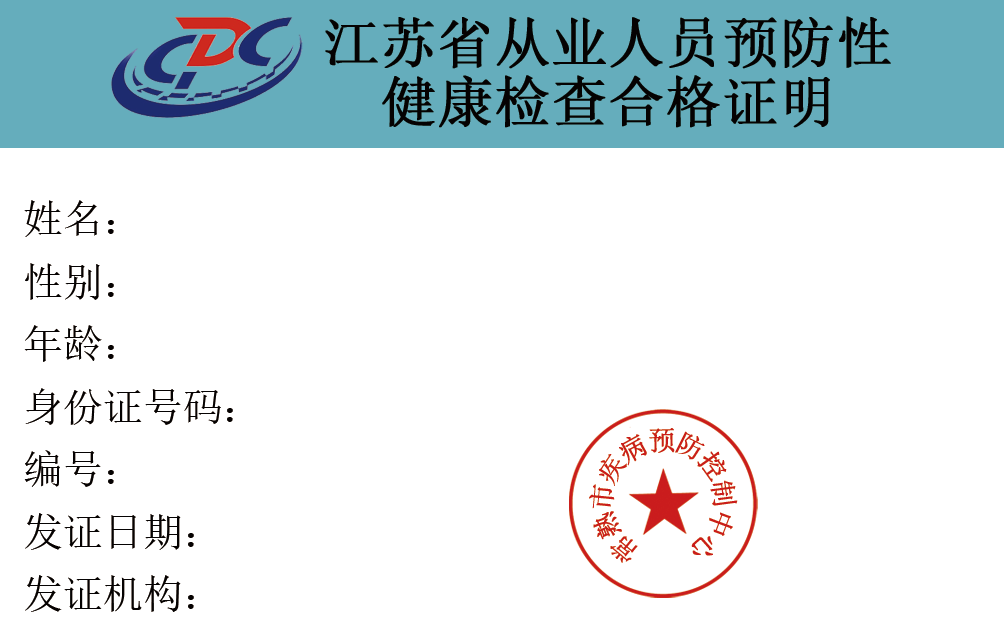 CDC
江苏省从业人员预防性
健康检查合格证明
姓名：
性别：
年龄：
身份证号码：
编号：
发证日期：
发证机构：
常熟市疾病预防控制中心